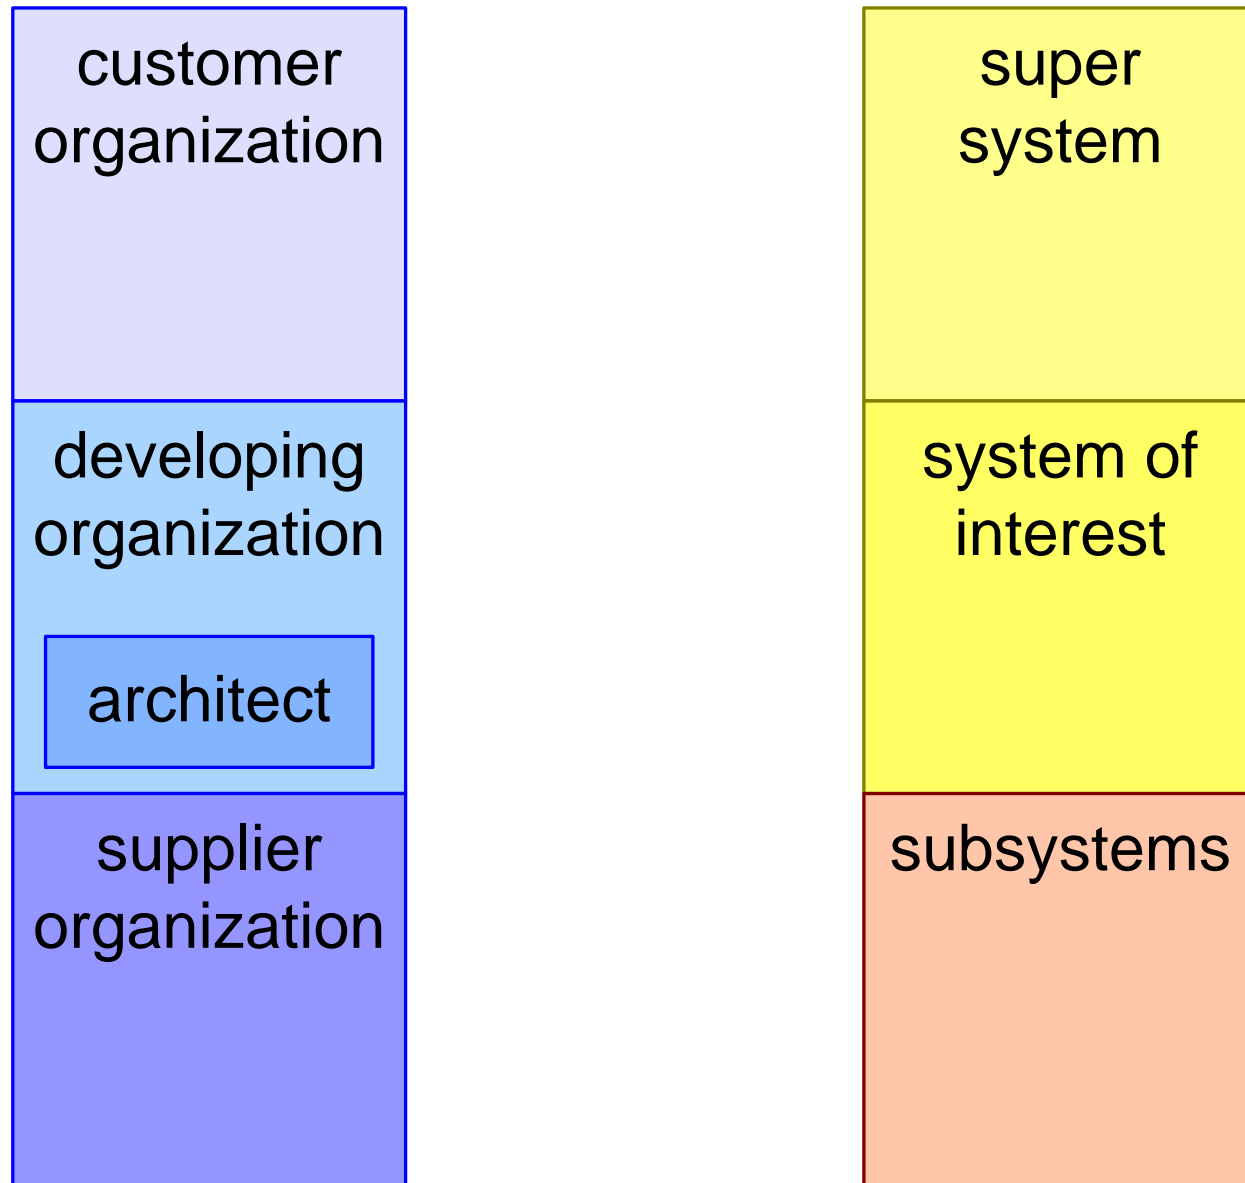 customer
organization
developing
organization
architect
supplier
organization
super
system
system of
interest
subsystems